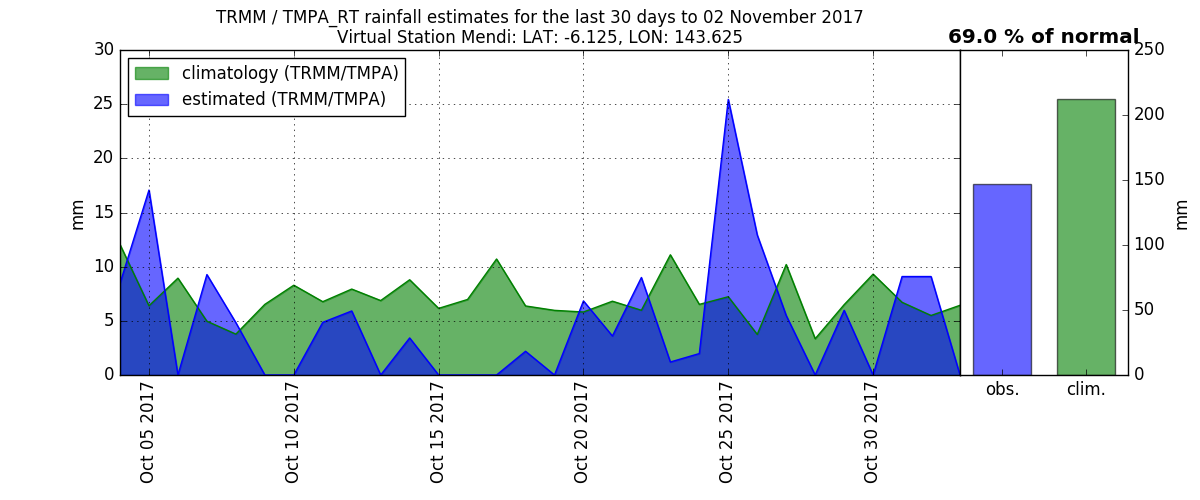 TRMM / TMPA_RT rainfall estimates for the last 30 days to 02 November 2017
Virtual Station Mendi: LAT: -6.125, LON: 143.625
69.0 % of normal
climatology (TRMM/TMPA)
estimated (TRMM/TMPA)
30
25
20
15
10
5
0
mm
Oct 05 2017
Oct 10 2017
Oct 15 2017
Oct 20 2017
Oct 25 2017
Oct 30 2017
250
200
150
100
50
0
mm
obs.
clim.